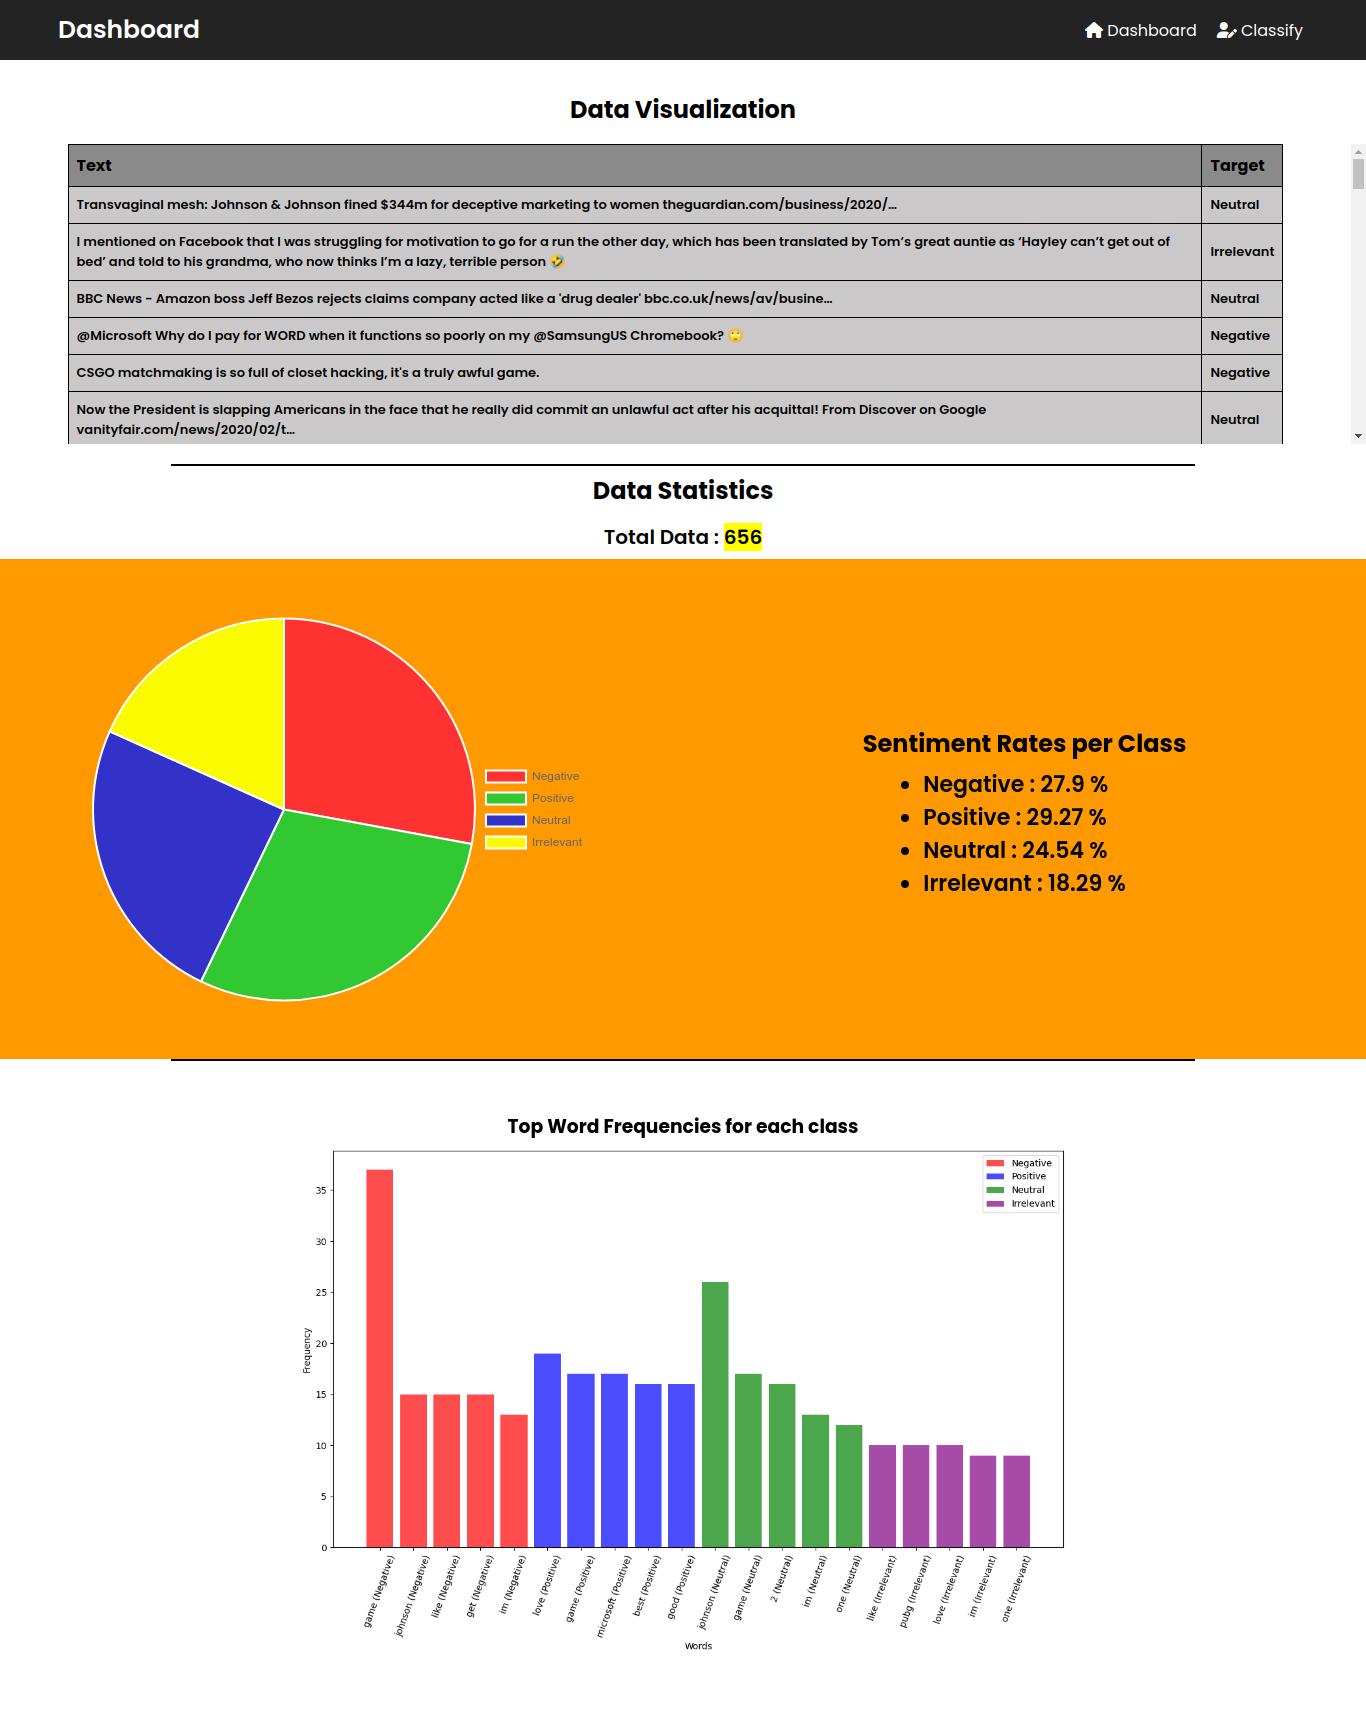 Dashboard
Dashboard Classify
Data Visualization
Text Target
Transvaginal mesh: Johnson & Johnson fined $344m for deceptive marketing to women theguardian.com/business/2020/… Neutral
I mentioned on Facebook that I was struggling for motivation to go for a run the other day, which has been translated by Tom’s great auntie as ‘Hayley can’t get out of
bed’ and told to his grandma, who now thinks I’m a lazy, terrible person 🤣 Irrelevant
BBC News - Amazon boss Jeff Bezos rejects claims company acted like a 'drug dealer' bbc.co.uk/news/av/busine… Neutral
@Microsoft Why do I pay for WORD when it functions so poorly on my @SamsungUS Chromebook? 🙄 Negative
CSGO matchmaking is so full of closet hacking, it's a truly awful game. Negative
Now the President is slapping Americans in the face that he really did commit an unlawful act after his acquittal! From Discover on Google
vanityfair.com/news/2020/02/t… Neutral
Data Statistics
Total Data : 656
Negative
Positive
Neutral
Irrelevant
Sentiment Rates per Class
• Negative : 27.9 %
• Positive : 29.27 %
• Neutral : 24.54 %
• Irrelevant : 18.29 %
Top Word Frequencies for each class
Negative
Positive
Neutral
Irrelevant
35
30
25
20
15
10
5
0
Frequency
game (Negative)
johnson (Negative)
like (Negative)
get (Negative)
im (Negative)
love (Positive)
game (Positive)
microsoft (Positive)
best (Positive)
good (Positive)
johnson (Neutral)
game (Neutral)
2 (Neutral)
im (Neutral)
one (Neutral)
like (Irrelevant)
pubg (Irrelevant)
love (Irrelevant)
im (Irrelevant)
one (Irrelevant)
Words